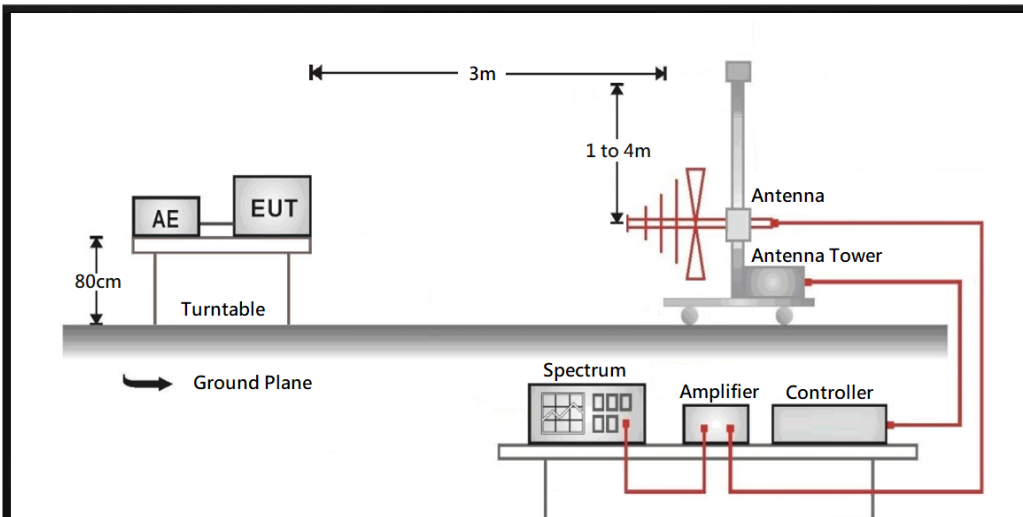 3m
1 to 4m
Antenna
AE
EUT
Antenna Tower
80cm
Turntable
Ground Plane
Spectrum
Amplifier
Controller